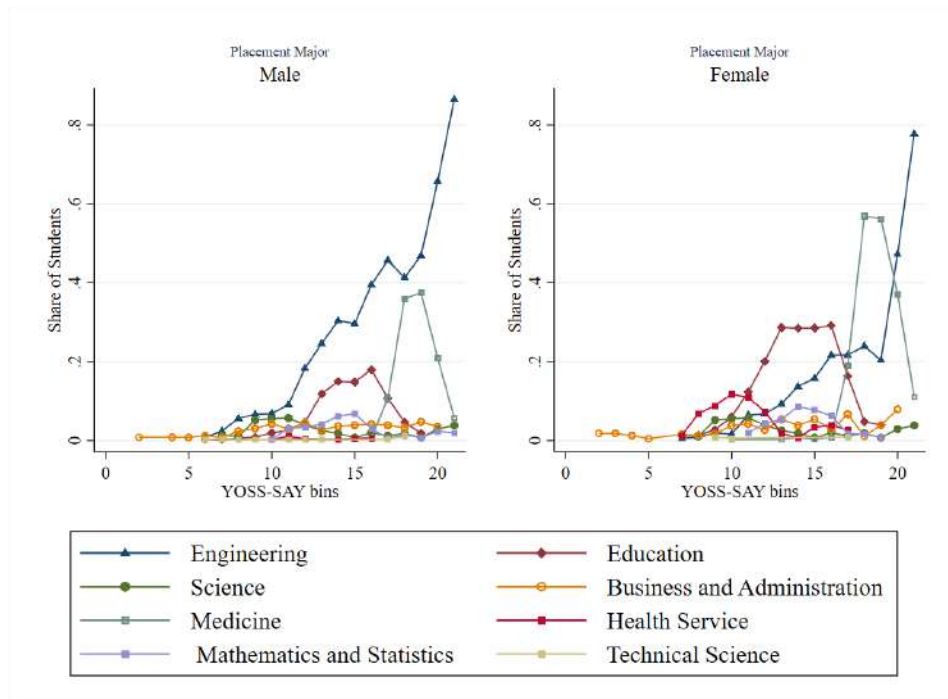 Placement Major
Male
Share of Students
0 .2 .4 .6 .8
0 5 10 15 20
YOSS-SAY bins
Placement Major
Female
Share of Students
0 .2 .4 .6 .8
0 5 10 15 20
YOSS-SAY bins
Engineering
Education
Science
Business and Administration
Medicine
Health Service
Mathematics and Statistics
Technical Science